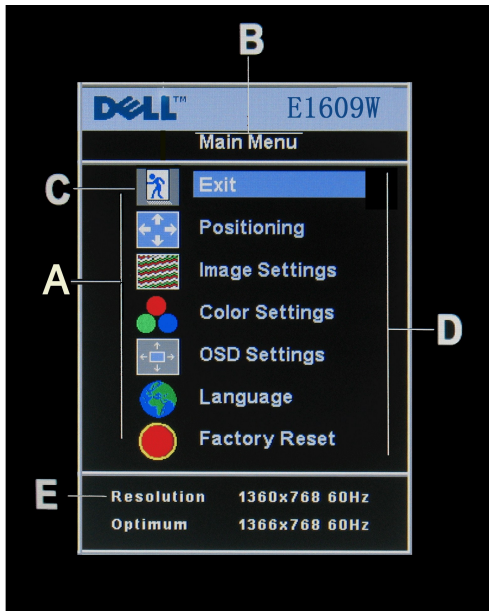 B
DELL™ E1609W
Main Menu
C Exit
Positioning
A Image Settings
Color Settings
D
OSD Settings
Language
Factory Reset
E Resolution 1360x768 60Hz
Optimum 1366x768 60Hz